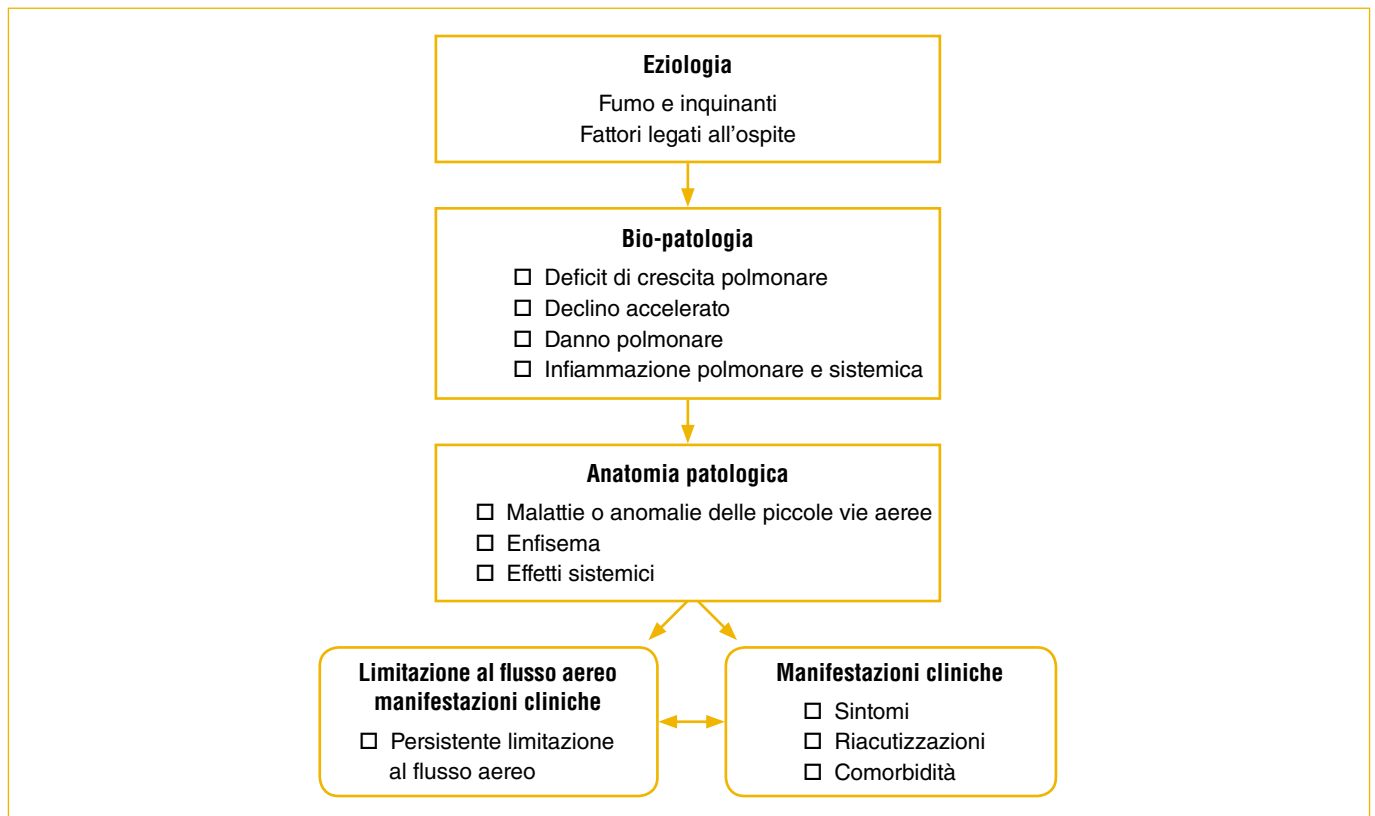 Eziologia
Fumo e inquinanti
Fattori legati all'ospite
Bio-patologia
☐ Deficit di crescita polmonare
☐ Declino accelerato
☐ Danno polmonare
☐ Infiammazione polmonare e sistemica
Anatomia patologica
☐ Malattie o anomalie delle piccole vie aeree
☐ Enfisema
☐ Effetti sistemici
Limitazione al flusso aereo
manifestazioni cliniche
☐ Persistente limitazione
al flusso aereo
Manifestazioni cliniche
☐ Sintomi
☐ Riacutizzazioni
☐ Comorbidità